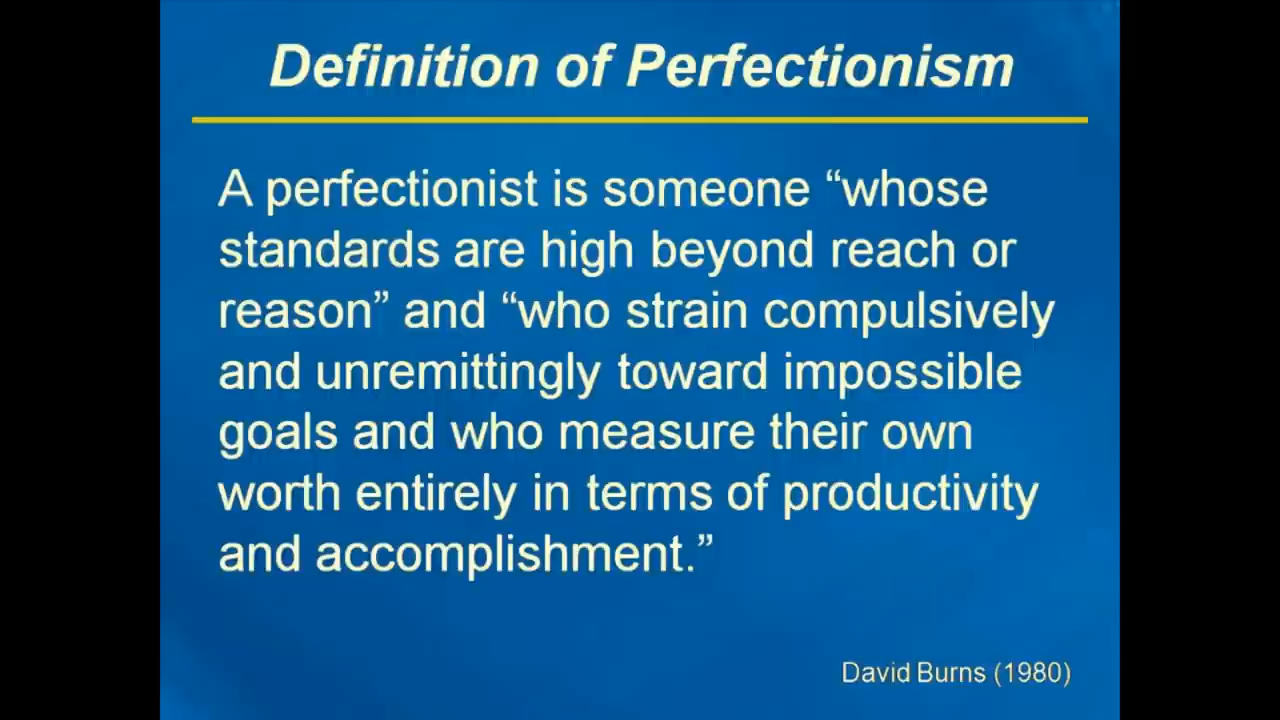 Definition of Perfectionism
A perfectionist is someone “whose
standards are high beyond reach or
reason” and “who strain compulsively
and unremittingly toward impossible
goals and who measure their own
worth entirely in terms of productivity
and accomplishment.”
David Burns (1980)